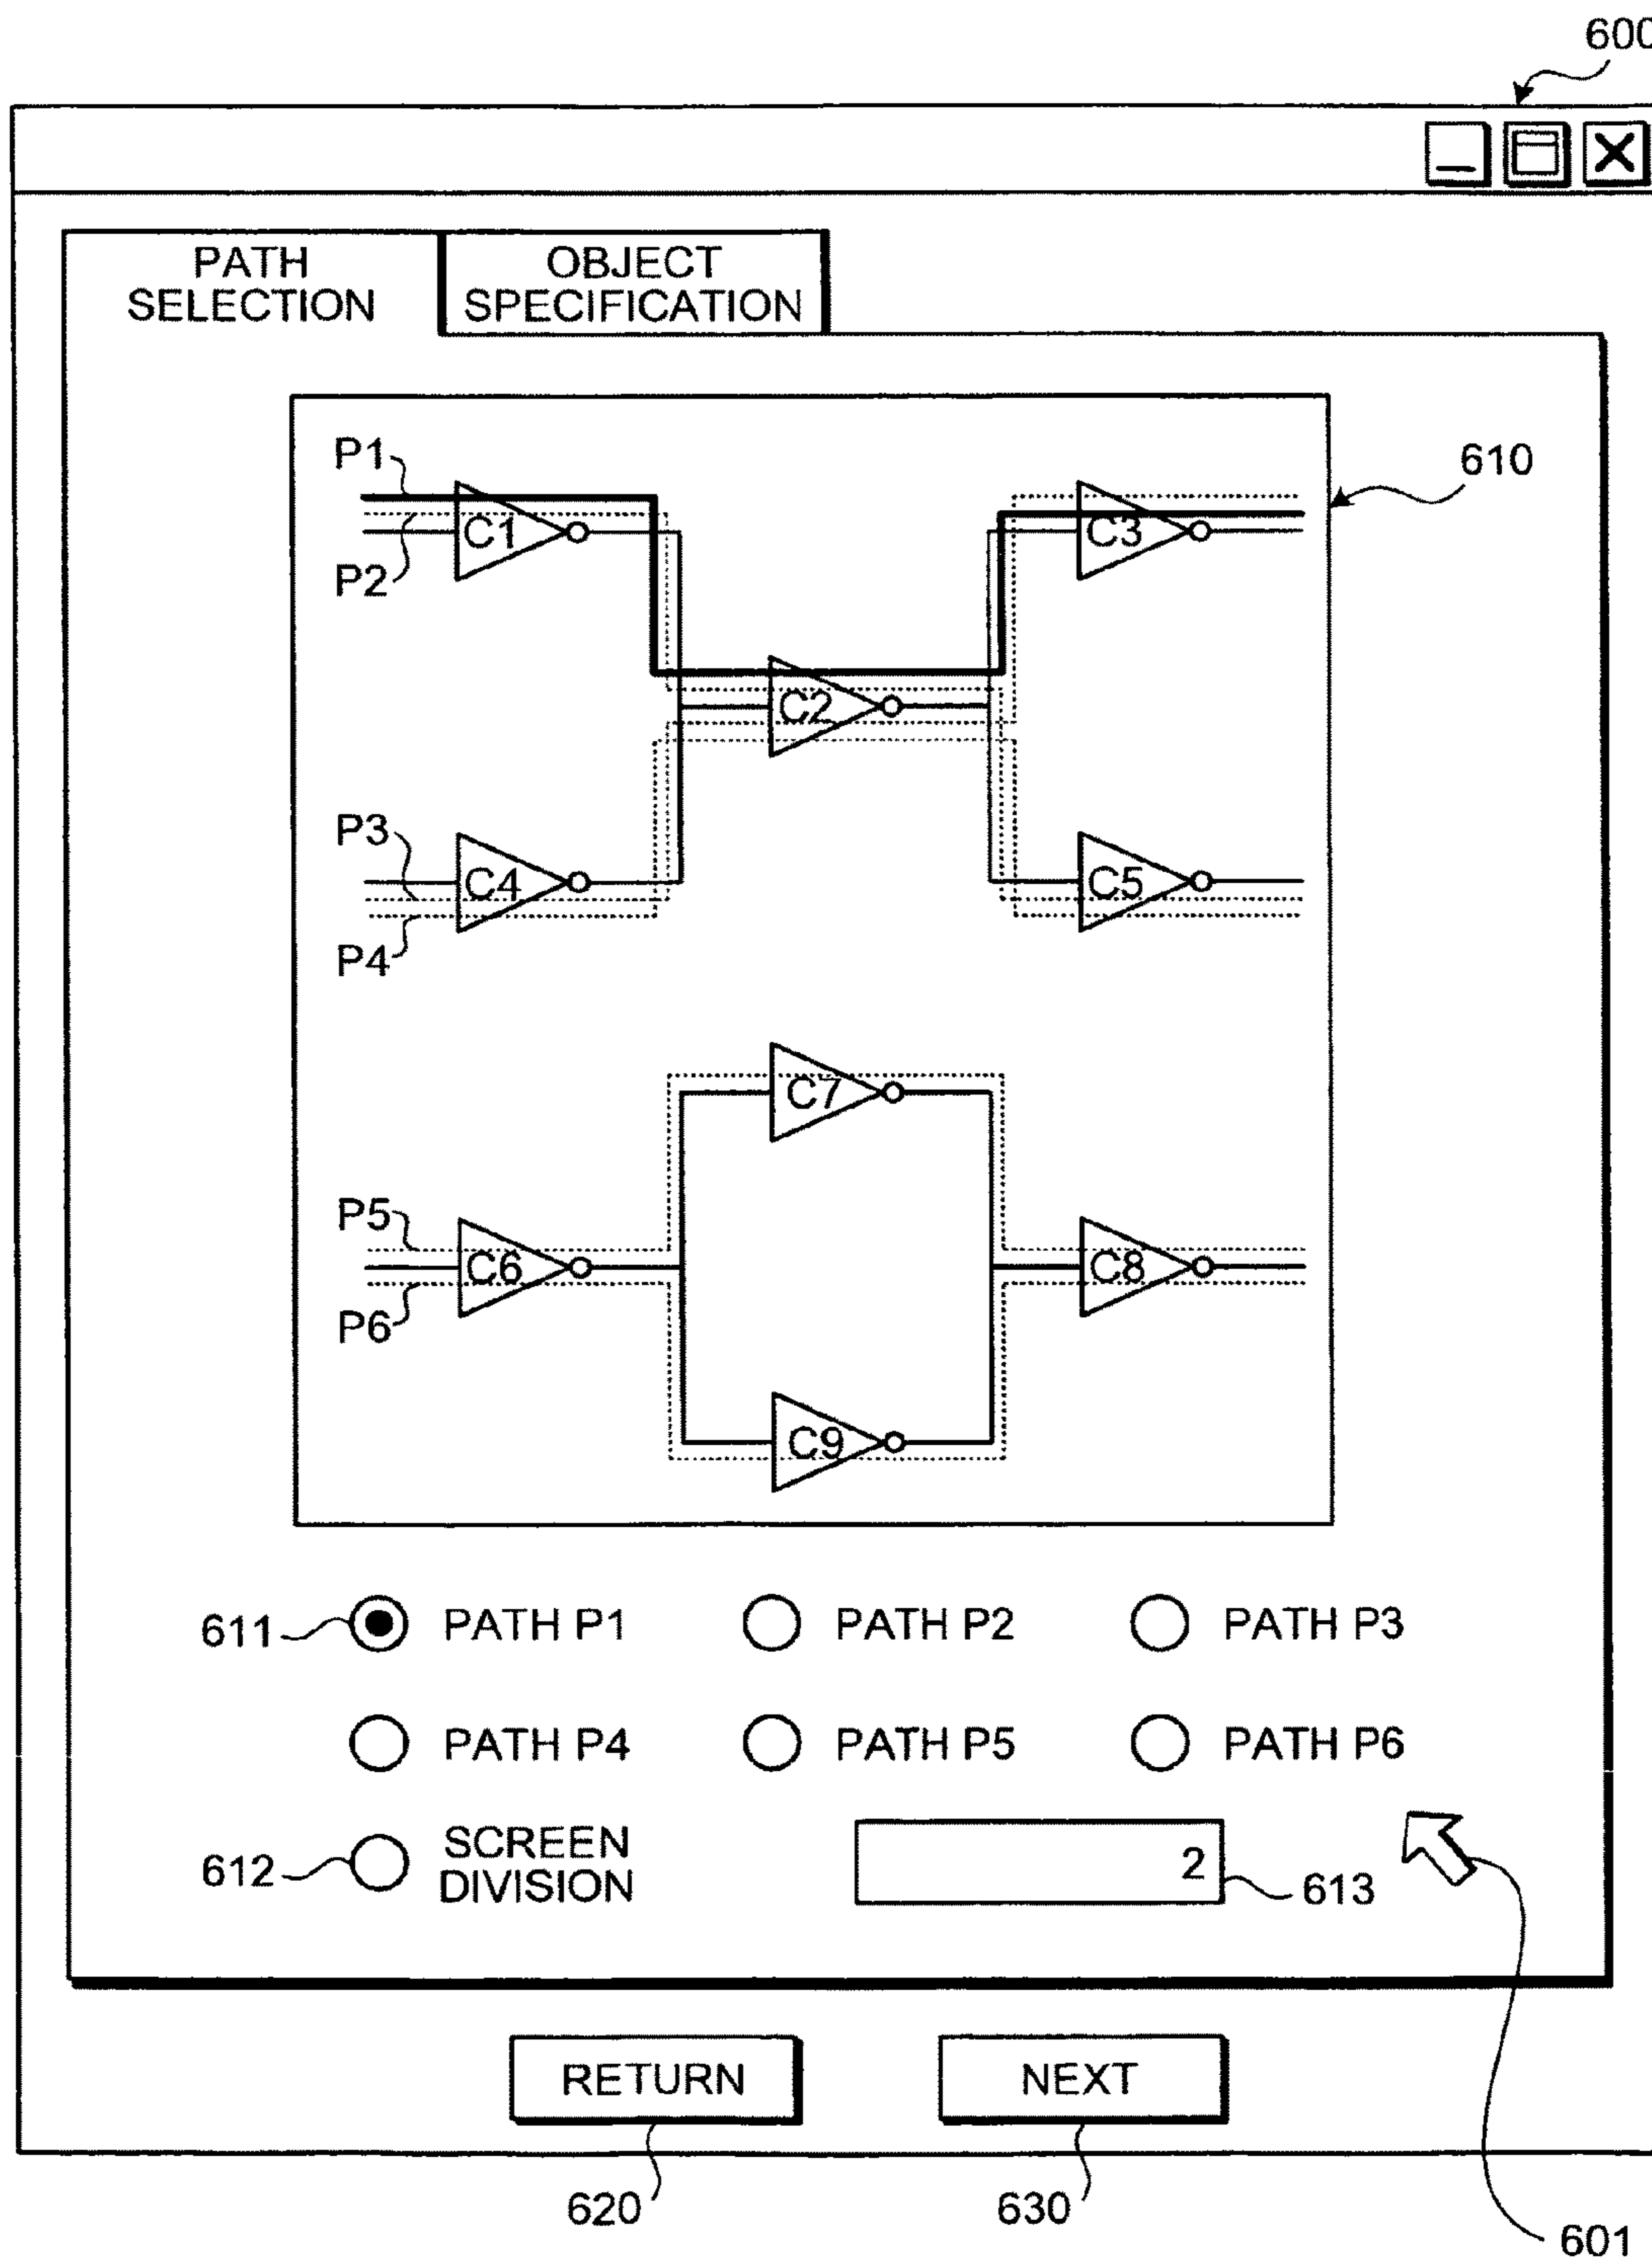 600
PATH
SELECTION
OBJECT
SPECIFICATION
P1
610
C1
C3
P2
C2
P3
C4
C5
P4
C7
P5
C6
C8
P6
C9
611
PATH P1
PATH P2
PATH P3
PATH P4
PATH P5
PATH P6
612
SCREEN
DIVISION
2
613
RETURN
NEXT
620
630
601